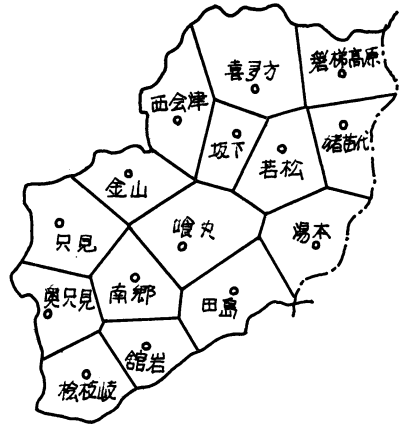 喜多方
磐梯高原
西会津
猪苗代
坂下
若松
金山
喰丸
湯本
只見
奥只見
南郷
田島
舘岩
桧枝岐